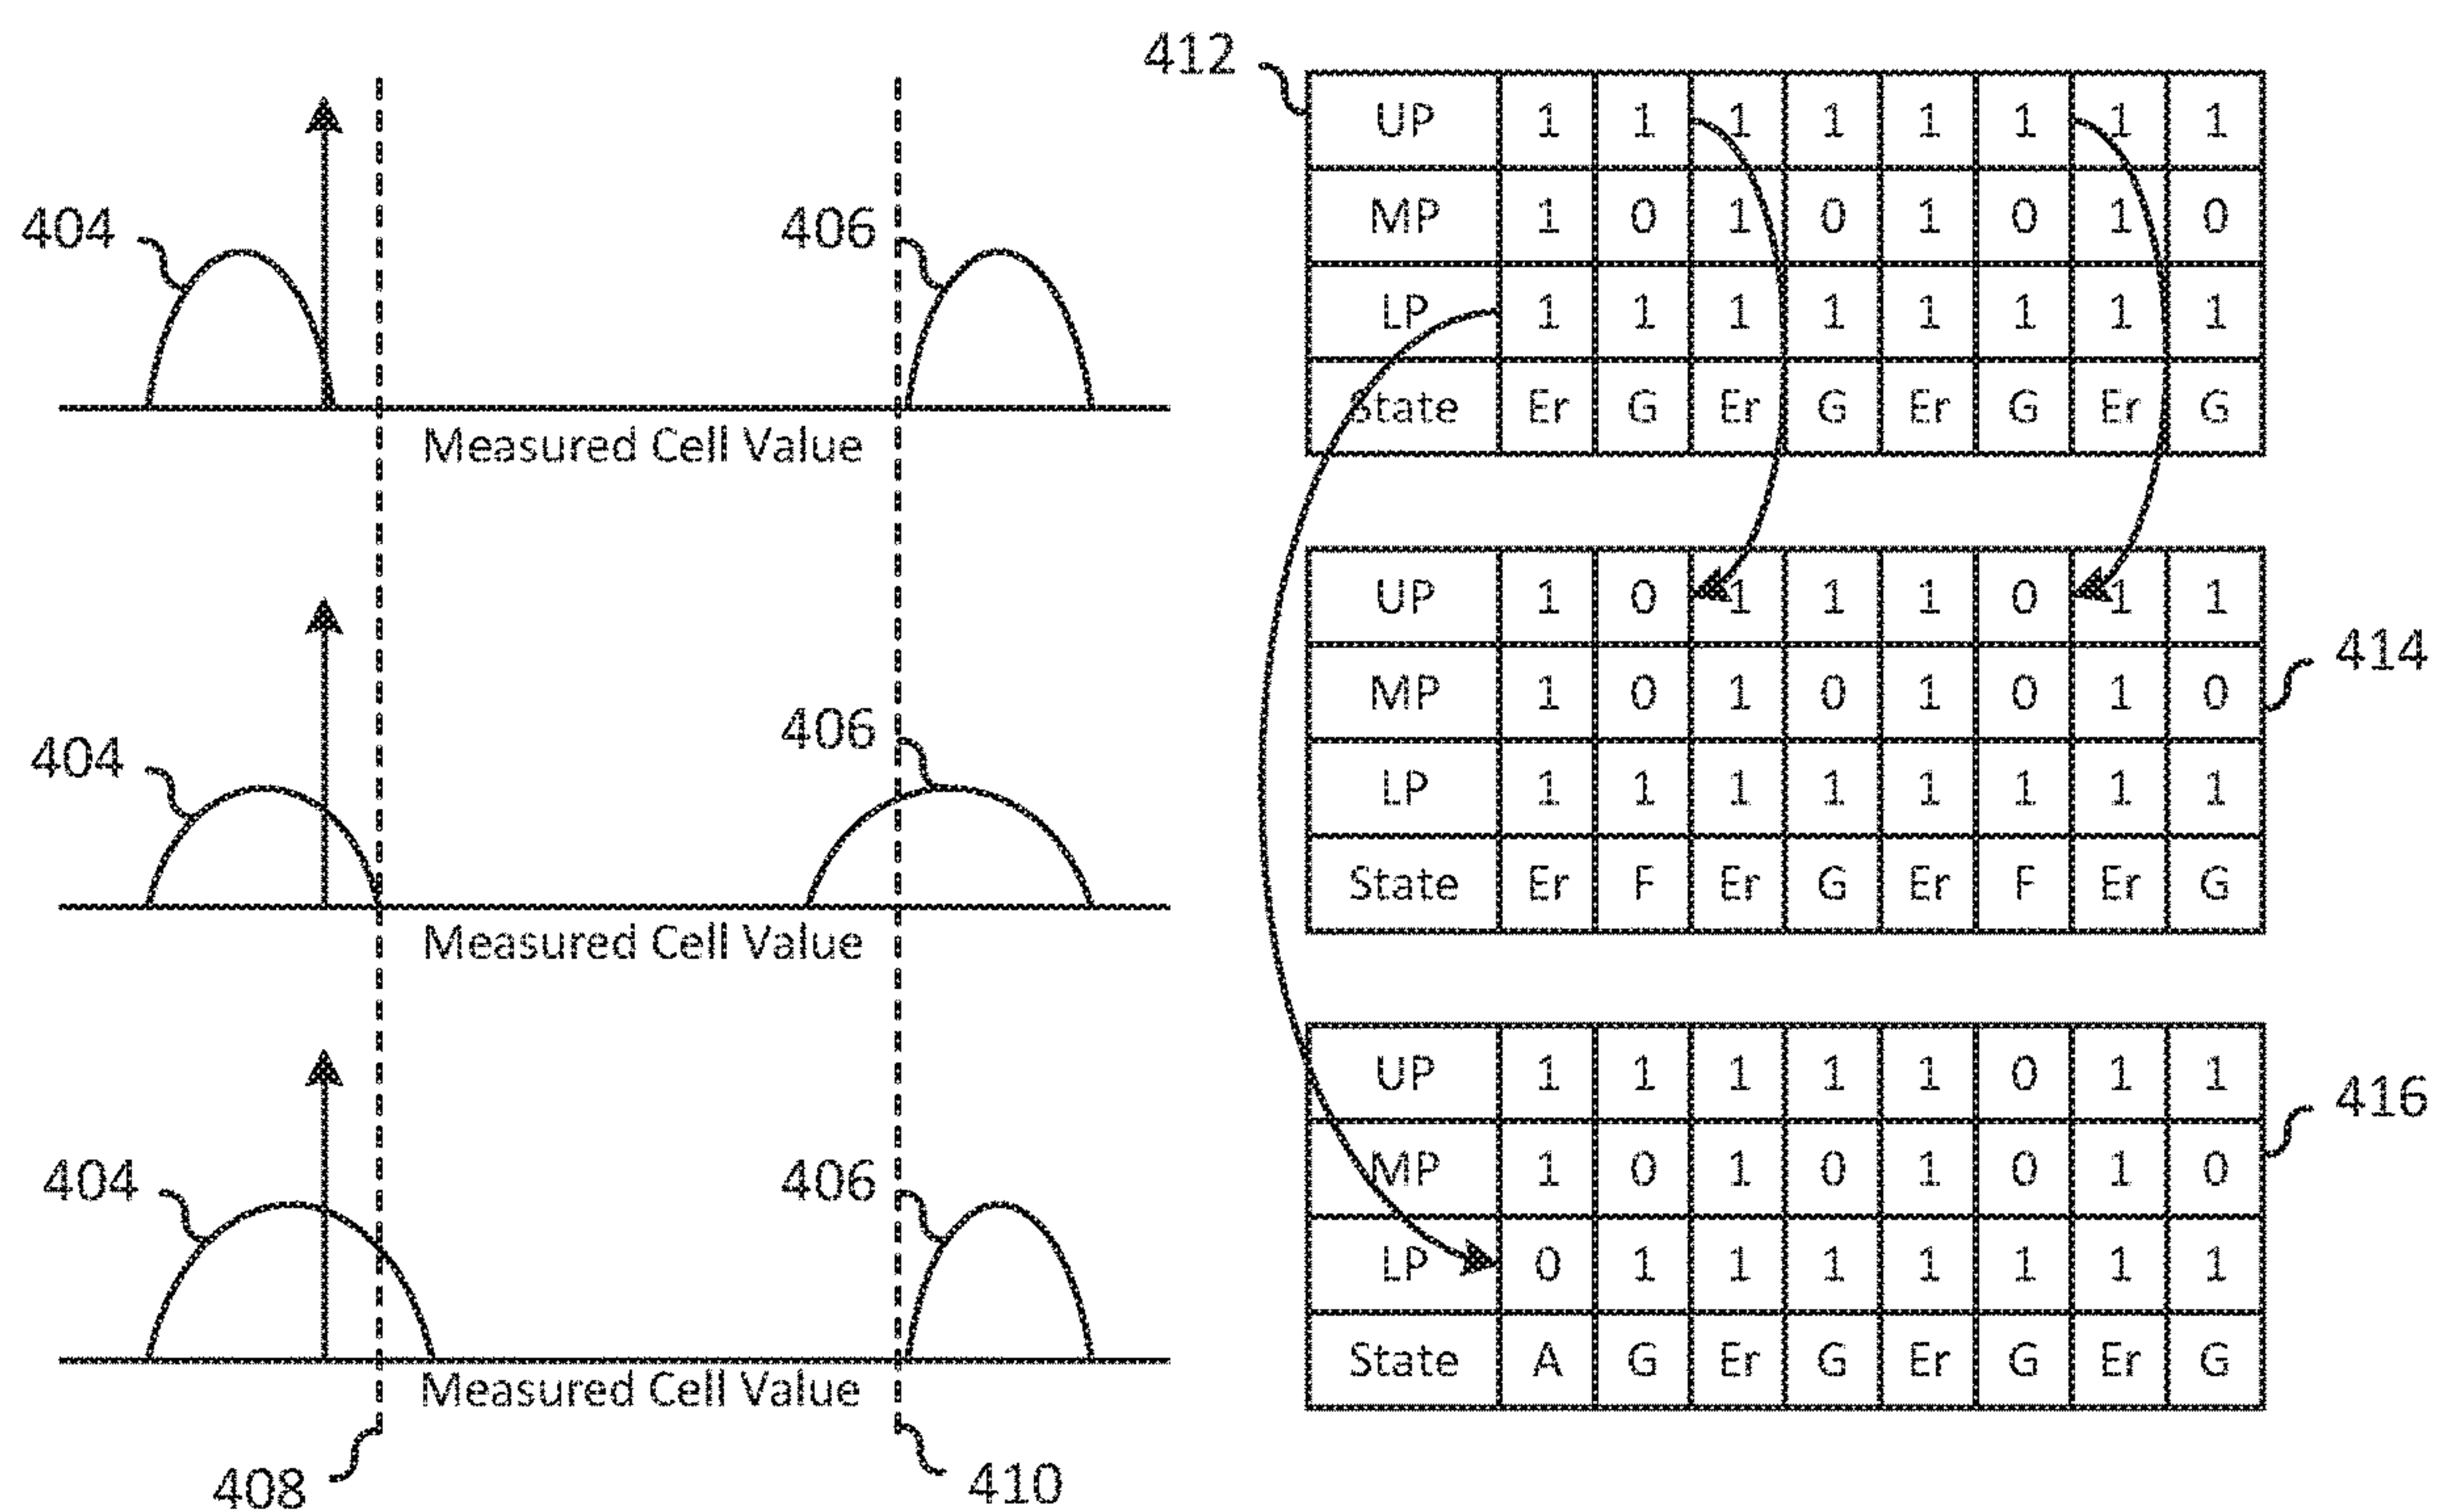 404
406
Measured Cell Value
404
406
Measured Cell Value
404
406
Measured Cell Value
408
410
412
UP 1 1 1 1 1 1 1 1
MP 1 0 1 0 1 0 1 0
LP 1 1 1 1 1 1 1 1
State Er G Er G Er G Er G
UP 1 0 1 1 1 0 1 1
MP 1 0 1 0 1 0 1 0
LP 1 1 1 1 1 1 1 1
State Er F Er G Er F Er G
414
UP 1 1 1 1 1 0 1 1
MP 1 0 1 0 1 0 1 0
LP 0 1 1 1 1 1 1 1
State A G Er G Er G Er G
416